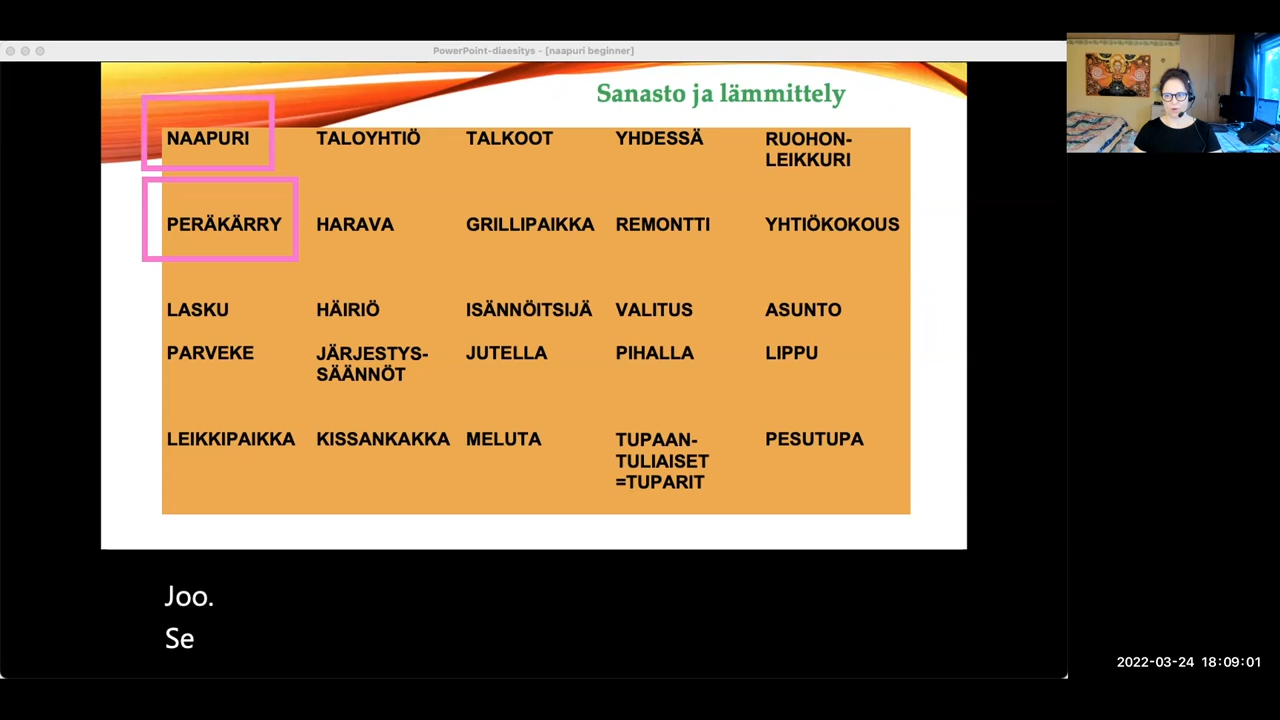 PowerPoint-diaesitys - [naapuri beginner]
Sanasto ja lämmittely
NAAPURI TALOYHTIÖ TALKOOT YHDESSÄ RUOHON-
LEIKKURI
PERÄKÄRRY HARAVA GRILLIPAIKKA REMONTTI YHTIÖKOKOUS
LASKU HÄIRIÖ ISÄNNÖITSIJÄ VALITUS ASUNTO
PARVEKE JÄRJESTYS- JUTELLA PIHALLA LIPPU
SÄÄNNÖT
LEIKKIPAIKKA KISSANKAKKA MELUTA TUPAAN- PESUTUPA
TULIAISET
=TUPARIT
Joo.
Se
2022-03-24 18:09:01